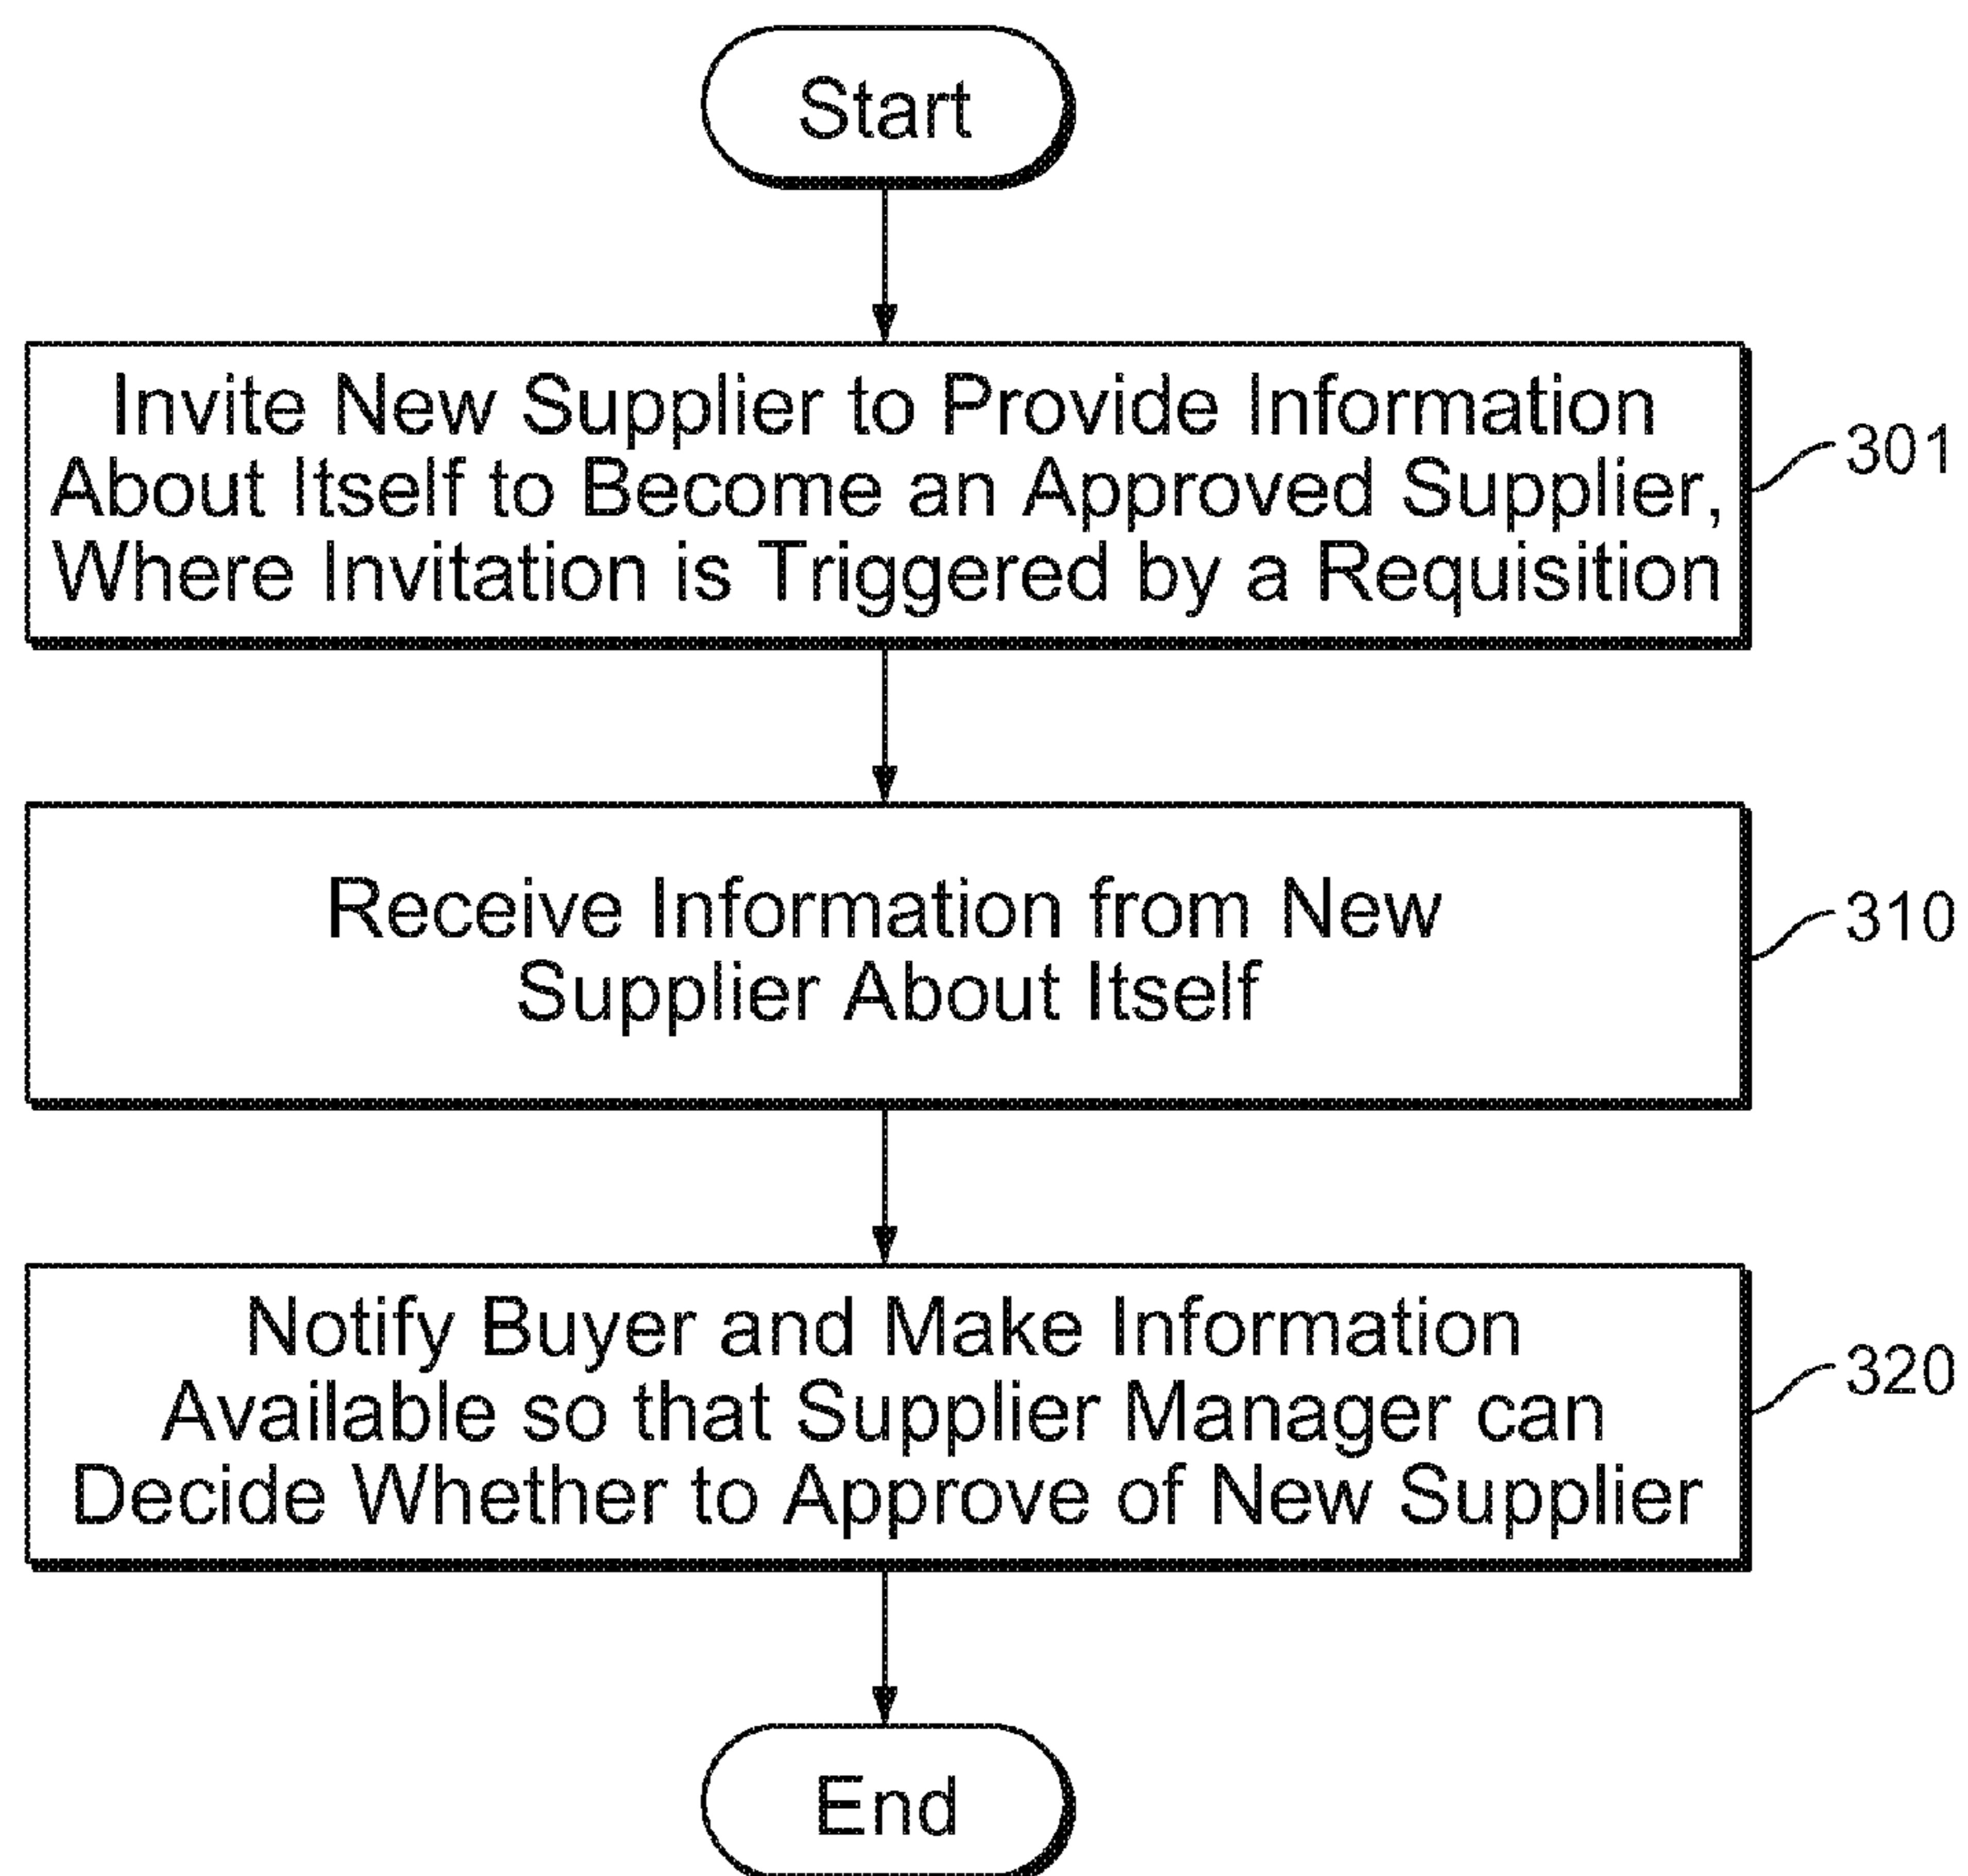 Start
Invite New Supplier to Provide Information
About Itself to Become an Approved Supplier,
Where Invitation is Triggered by a Requisition
301
Receive Information from New
Supplier About Itself
310
Notify Buyer and Make Information
Available so that Supplier Manager can
Decide Whether to Approve of New Supplier
320
End